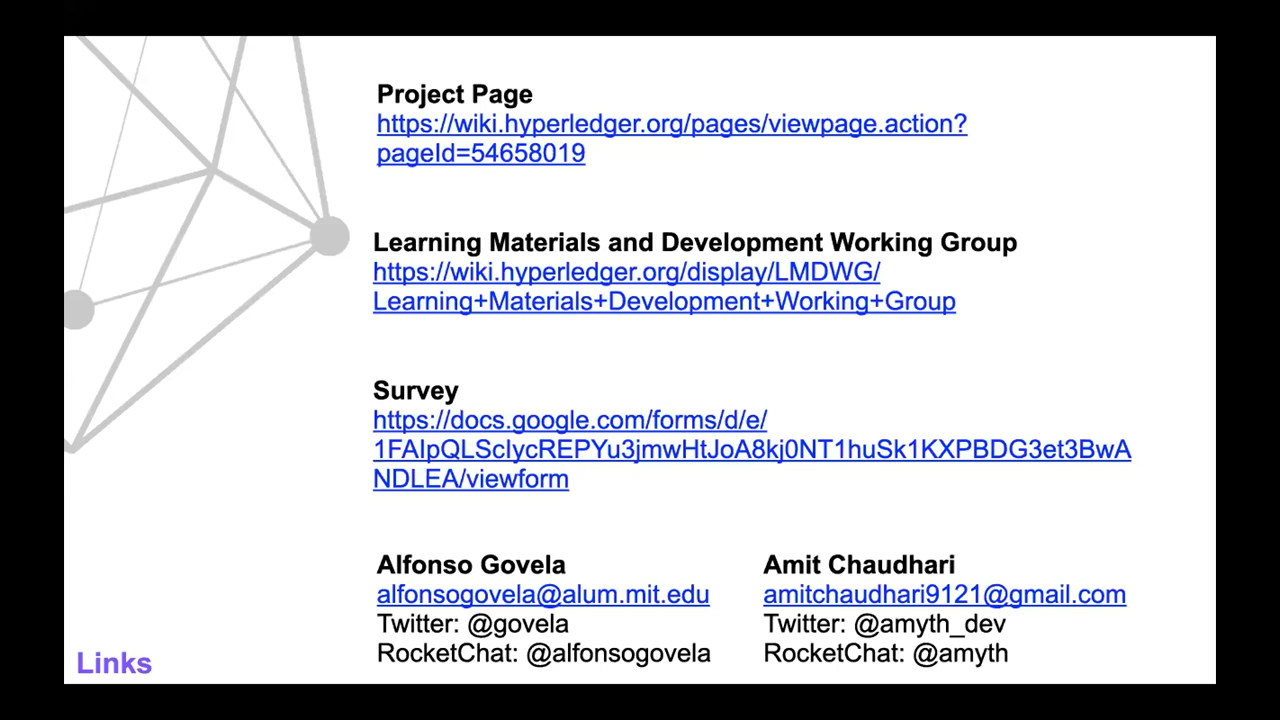 Project Page
https://wiki.hyperledger.org/pages/viewpage.action?
pageId=54658019
Learning Materials and Development Working Group
https://wiki.hyperledger.org/display/LMDWG/
Learning+Materials+Development+Working+Group
Survey
https://docs.google.com/forms/d/e/
1FAIpQLSclycREPYu3jmwHtJoA8kj0NT1huSk1KXPBDG3et3BwA
NDLEA/viewform
Alfonso Govela
alfonsogovela@alum.mit.edu
Twitter: @govela
RocketChat: @alfonsogovela
Amit Chaudhari
amitchaudhari9121@gmail.com
Twitter: @amyth_dev
RocketChat: @amyth
Links